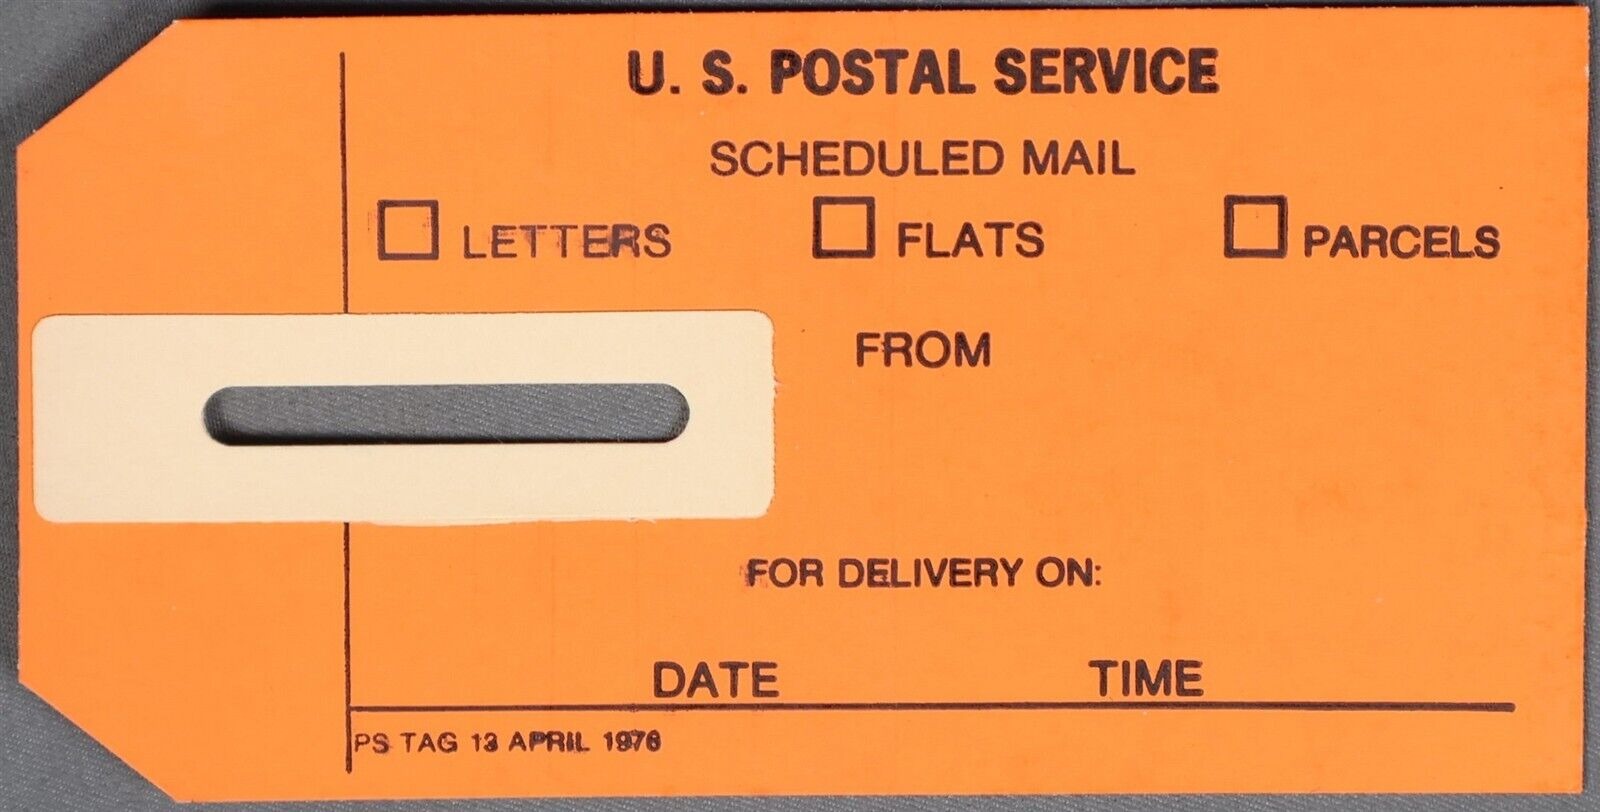 U. S. POSTAL SERVICE
SCHEDULED MAIL
LETTERS FLATS PARCELS
FROM
FOR DELIVERY ON:
DATE TIME
PS TAG 13 APRIL 1976